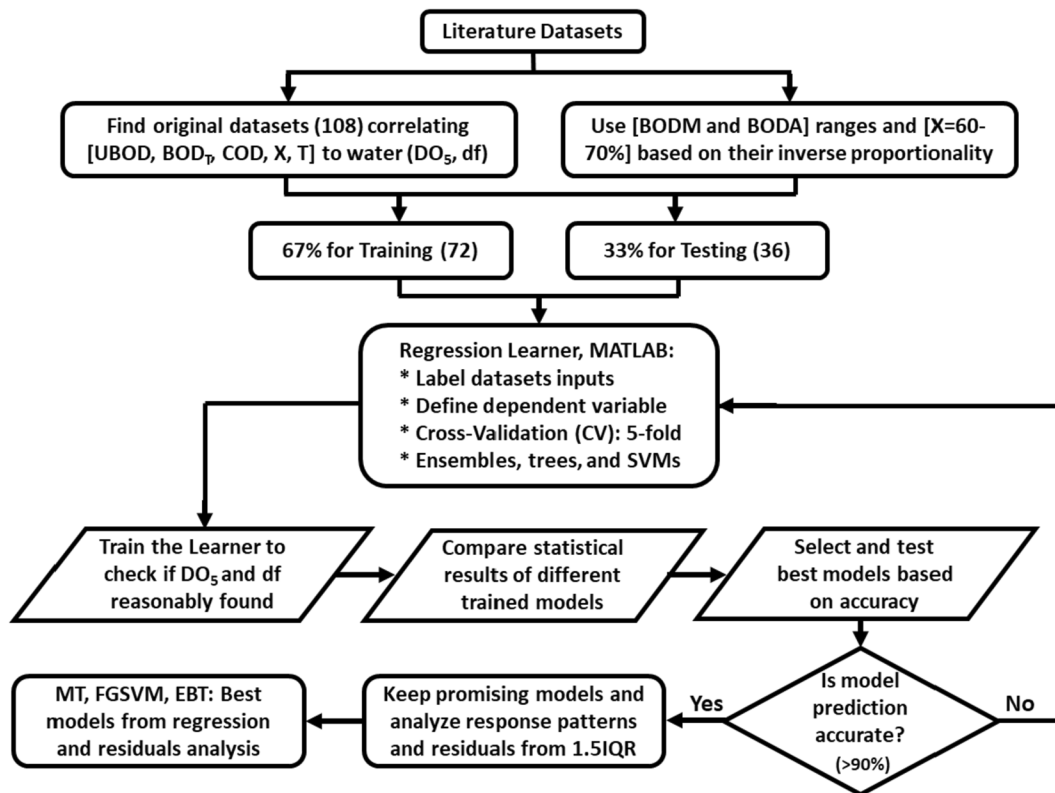 Literature Datasets
Find original datasets (108) correlating
[UBOD, BOD_T, COD, X, T] to water (DO₅, df)
Use [BODM and BODA] ranges and [X=60-
70%] based on their inverse proportionality
67% for Training (72)
33% for Testing (36)
Regression Learner, MATLAB:
* Label datasets inputs
* Define dependent variable
* Cross-Validation (CV): 5-fold
* Ensembles, trees, and SVMs
Train the Learner to
check if DO₅ and df
reasonably found
Compare statistical
results of different
trained models
Select and test
best models based
on accuracy
Is model
prediction
accurate?
(>90%)
Yes
No
Keep promising models and
analyze response patterns
and residuals from 1.5IQR
MT, FGSVM, EBT: Best
models from regression
and residuals analysis